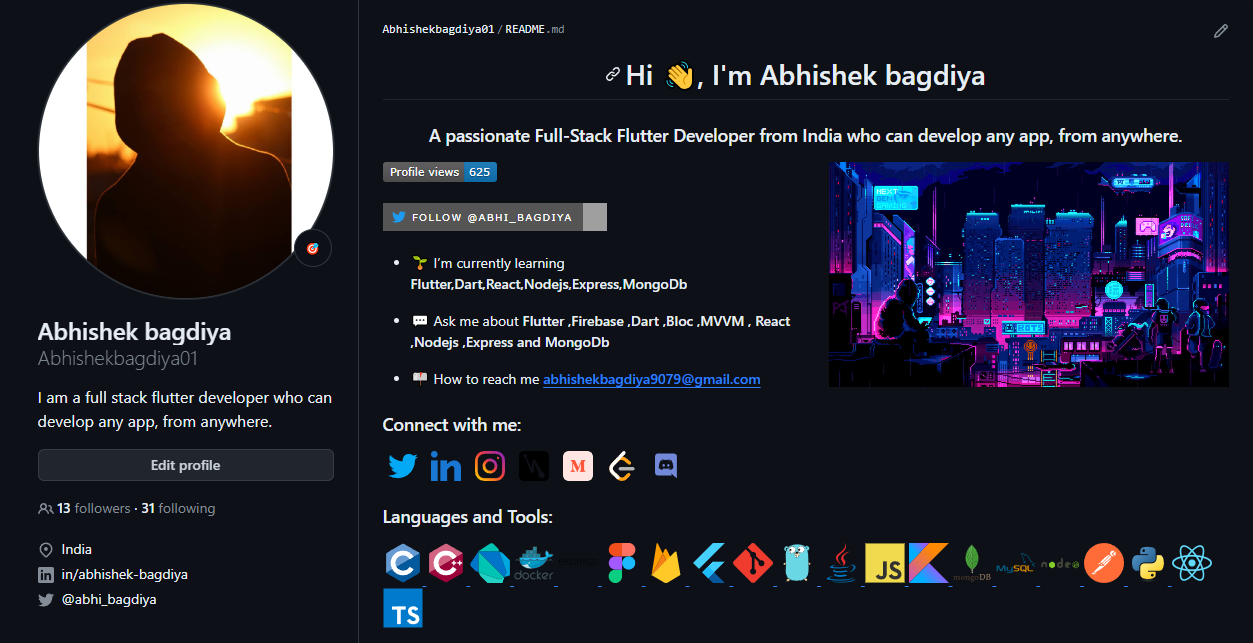 Abhishek bagdiya
Abhishekbagdiya01
I am a full stack flutter developer who can
develop any app, from anywhere.
Edit profile
13 followers · 31 following
India
in/abhishek-bagdiya
@abhi_bagdiya
Abhishekbagdiya01/README.md
Hi 👋, I'm Abhishek bagdiya
A passionate Full-Stack Flutter Developer from India who can develop any app, from anywhere.
Profile views 625
FOLLOW @ABHI_BAGDIYA
• 🌱 I’m currently learning
Flutter,Dart,React,Nodejs,Express,MongoDb
• 💬 Ask me about Flutter ,Firebase ,Dart ,Bloc ,MVVM , React
,Nodejs ,Express and MongoDb
• 📫 How to reach me abhishekbagdiya9079@gmail.com
NEXT
GEN
GAMING
BOTS
Connect with me:
M
Languages and Tools:
C
C++
docker
JS
mongoDB
MySQL
node
TS